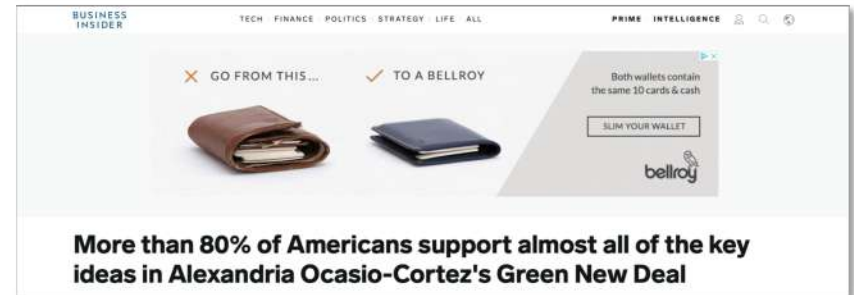 BUSINESS
INSIDER
TECH FINANCE POLITICS STRATEGY LIFE ALL
PRIME INTELLIGENCE
GO FROM THIS...
TO A BELLROY
Both wallets contain
the same 10 cards & cash
SLIM YOUR WALLET
bellroy
More than 80% of Americans support almost all of the key
ideas in Alexandria Ocasio-Cortez's Green New Deal